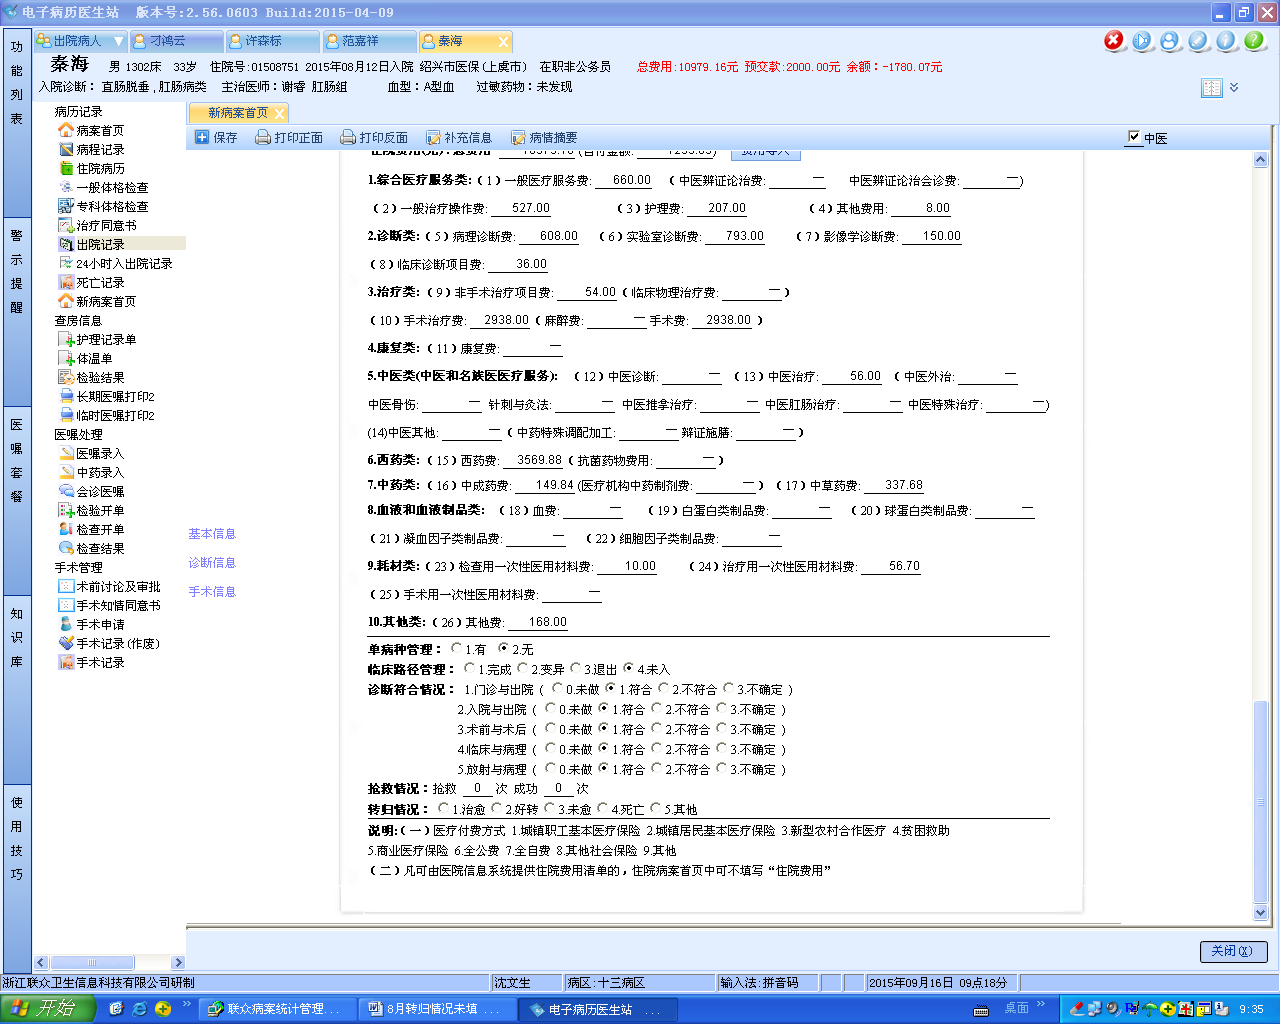 电子病历医生站 版本号:2.56.0603 Build:2015-04-09
出院病人 刁鸿云 许森标 范嘉祥 秦海
秦海 男 1302床 33岁 住院号:01508751 2015年08月12日入院 绍兴市医保(上虞市) 在职非公务员 总费用:10979.16元 预交款:2000.00元 余额:-1780.07元
入院诊断: 直肠脱垂,肛肠病类 主治医师:谢睿 肛肠组 血型:A型血 过敏药物:未发现
功能列表
警示提醒
医嘱套餐
知识库
使用技巧
病历记录
病案首页
病程记录
住院病历
一般体格检查
专科体格检查
治疗同意书
出院记录
24小时入出院记录
死亡记录
新病案首页
查房信息
护理记录单
体温单
检验结果
长期医嘱打印2
临时医嘱打印2
医嘱处理
医嘱录入
中药录入
会诊医嘱
检验开单
检查开单
检查结果
手术管理
术前讨论及审批
手术知情同意书
手术申请
手术记录(作废)
手术记录
新病案首页
保存 打印正面 打印反面 补充信息 病情摘要 中医
基本信息
诊断信息
手术信息
1.综合医疗服务类:(1)一般医疗服务费: 660.00 (中医辨证论治费: — 中医辨证论治会诊费: —)
(2)一般治疗操作费: 527.00 (3)护理费: 207.00 (4)其他费用: 8.00
2.诊断类:(5)病理诊断费: 608.00 (6)实验室诊断费: 793.00 (7)影像学诊断费: 150.00
(8)临床诊断项目费: 36.00
3.治疗类:(9)非手术治疗项目费: 54.00 (临床物理治疗费: —)
(10)手术治疗费: 2938.00 (麻醉费: — 手术费: 2938.00 )
4.康复类:(11)康复费: —
5.中医类(中医和名族医医疗服务): (12)中医诊断: — (13)中医治疗: 56.00 (中医外治: —
中医骨伤: — 针刺与灸法: — 中医推拿治疗: — 中医肛肠治疗: — 中医特殊治疗: —)
(14)中医其他: — (中药特殊调配加工: — 辩证施膳: —)
6.西药类:(15)西药费: 3569.88 (抗菌药物费用: —)
7.中药类:(16)中成药费: 149.84 (医疗机构中药制剂费: —) (17)中草药费: 337.68
8.血液和血液制品类: (18)血费: — (19)白蛋白类制品费: — (20)球蛋白类制品费: —
(21)凝血因子类制品费: — (22)细胞因子类制品费: —
9.耗材类:(23)检查用一次性医用材料费: 10.00 (24)治疗用一次性医用材料费: 56.70
(25)手术用一次性医用材料费: —
10.其他类:(26)其他费: 168.00
单病种管理: 1.有 2.无
临床路径管理: 1.完成 2.变异 3.退出 4.未入
诊断符合情况: 1.门诊与出院 ( 0.未做 1.符合 2.不符合 3.不确定 )
2.入院与出院 ( 0.未做 1.符合 2.不符合 3.不确定 )
3.术前与术后 ( 0.未做 1.符合 2.不符合 3.不确定 )
4.临床与病理 ( 0.未做 1.符合 2.不符合 3.不确定 )
5.放射与病理 ( 0.未做 1.符合 2.不符合 3.不确定 )
抢救情况:抢救 0 次 成功 0 次
转归情况: 1.治愈 2.好转 3.未愈 4.死亡 5.其他
说明:(一)医疗付费方式 1.城镇职工基本医疗保险 2.城镇居民基本医疗保险 3.新型农村合作医疗 4.贫困救助
5.商业医疗保险 6.全公费 7.全自费 8.其他社会保险 9.其他
(二)凡可由医院信息系统提供住院费用清单的,住院病案首页中可不填写“住院费用”
关闭(X)
浙江联众卫生信息科技有限公司研制 沈文生 病区:十三病区 输入法:拼音码 2015年09月16日 09点18分
开始 联众病案统计管理... 8月转归情况未填 ... 电子病历医生站 ... 桌面 9:35